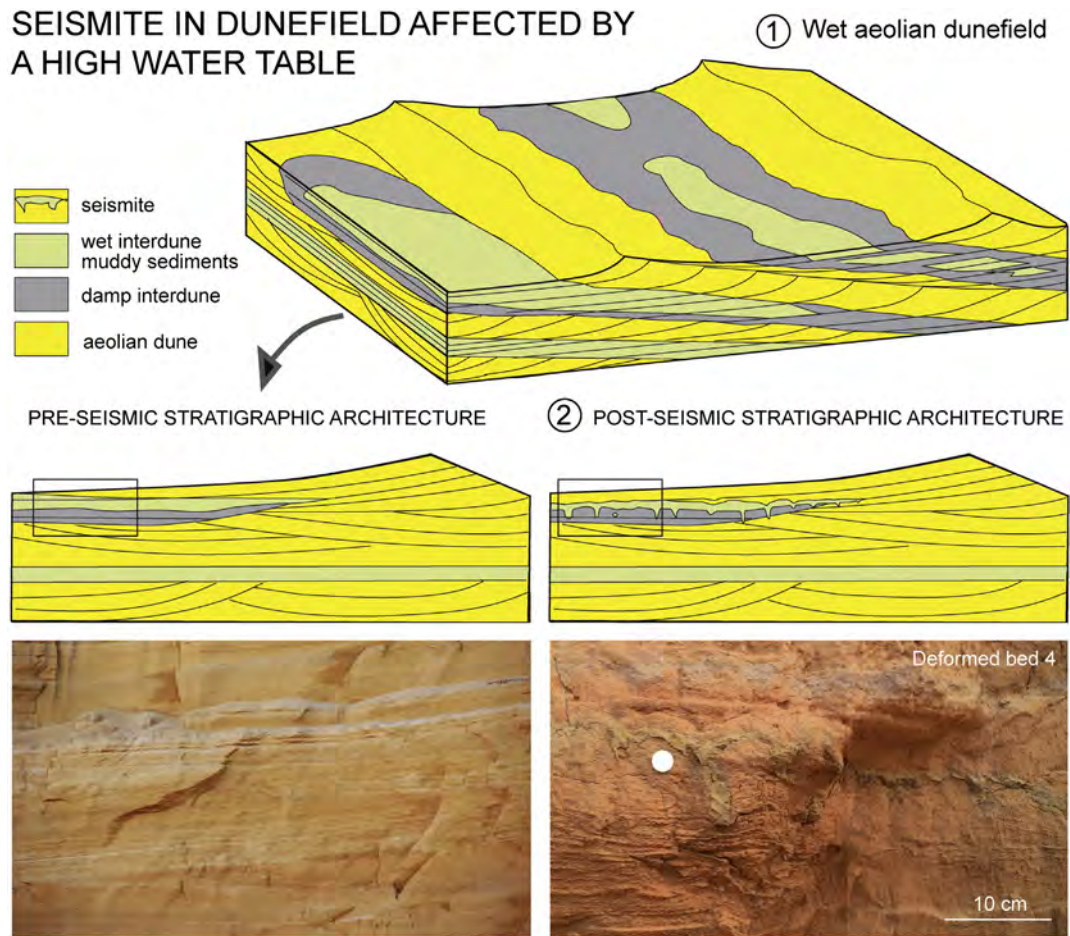 SEISMITE IN DUNEFIELD AFFECTED BY
A HIGH WATER TABLE
1 Wet aeolian dunefield
seismite
wet interdune
muddy sediments
damp interdune
aeolian dune
PRE-SEISMIC STRATIGRAPHIC ARCHITECTURE
2 POST-SEISMIC STRATIGRAPHIC ARCHITECTURE
Deformed bed 4
10 cm